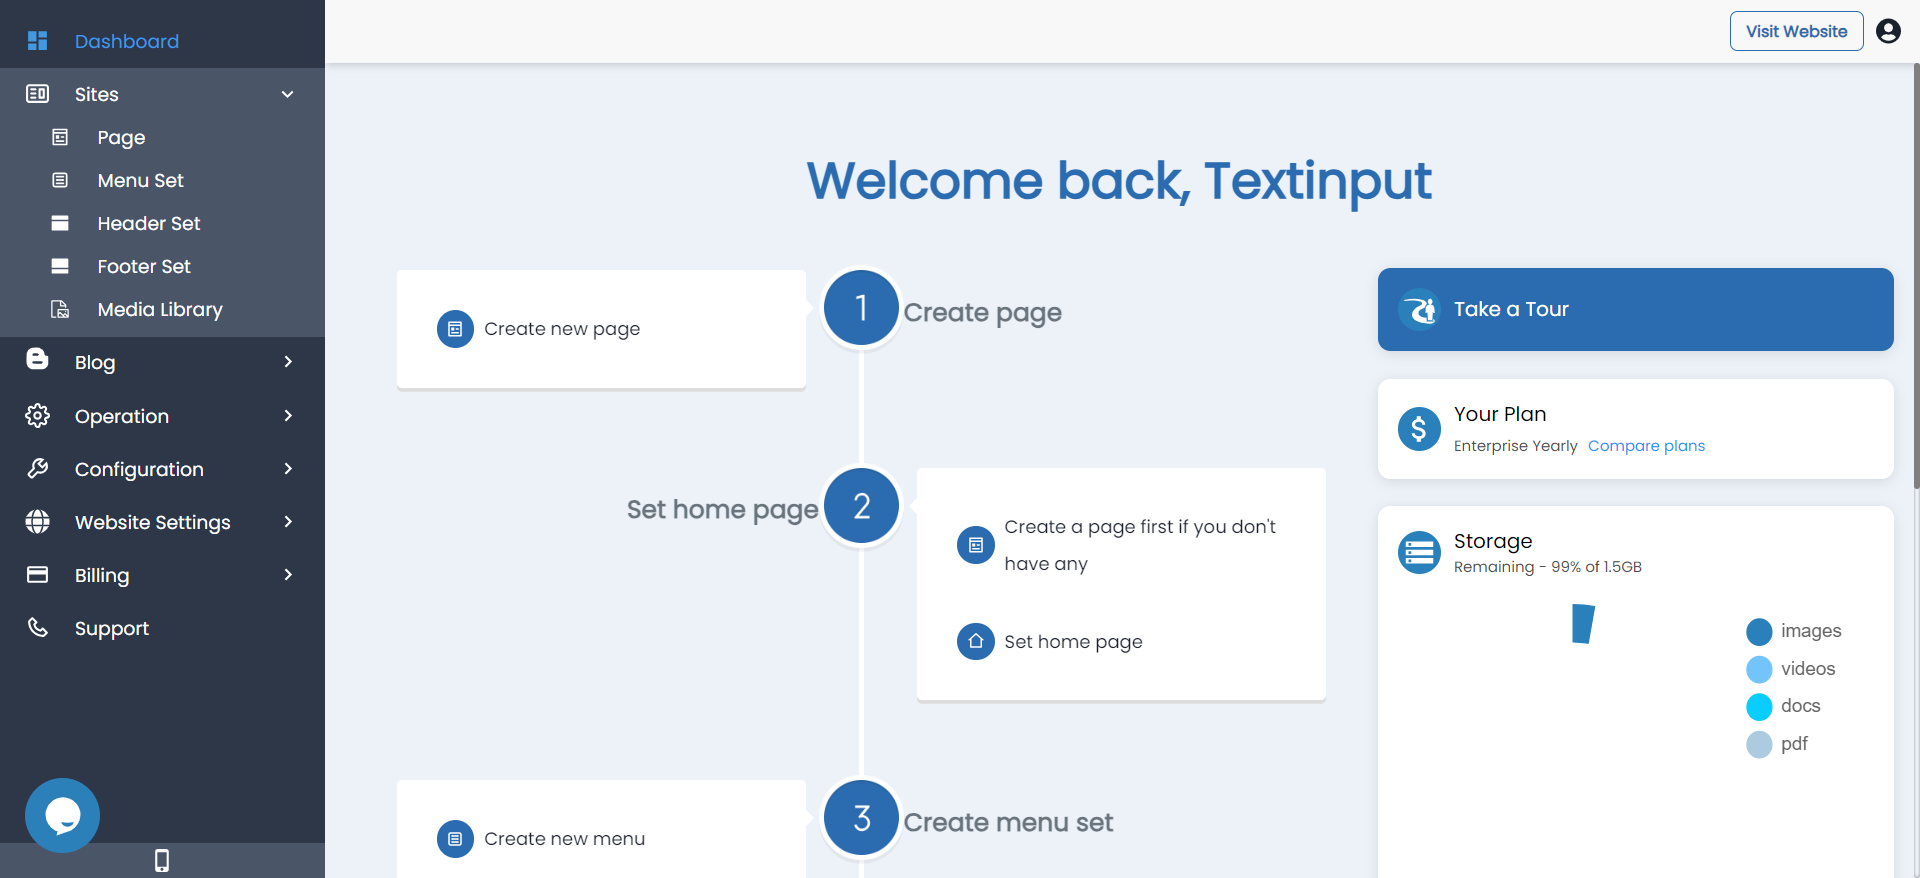 Dashboard
Sites
Page
Menu Set
Header Set
Footer Set
Media Library
Blog
Operation
Configuration
Website Settings
Billing
Support
Visit Website
Welcome back, Textinput
Create new page
1
Create page
Set home page
2
Create a page first if you don't
have any
Set home page
Create new menu
3
Create menu set
Take a Tour
$
Your Plan
Enterprise Yearly Compare plans
Storage
Remaining - 99% of 1.5GB
images
videos
docs
pdf